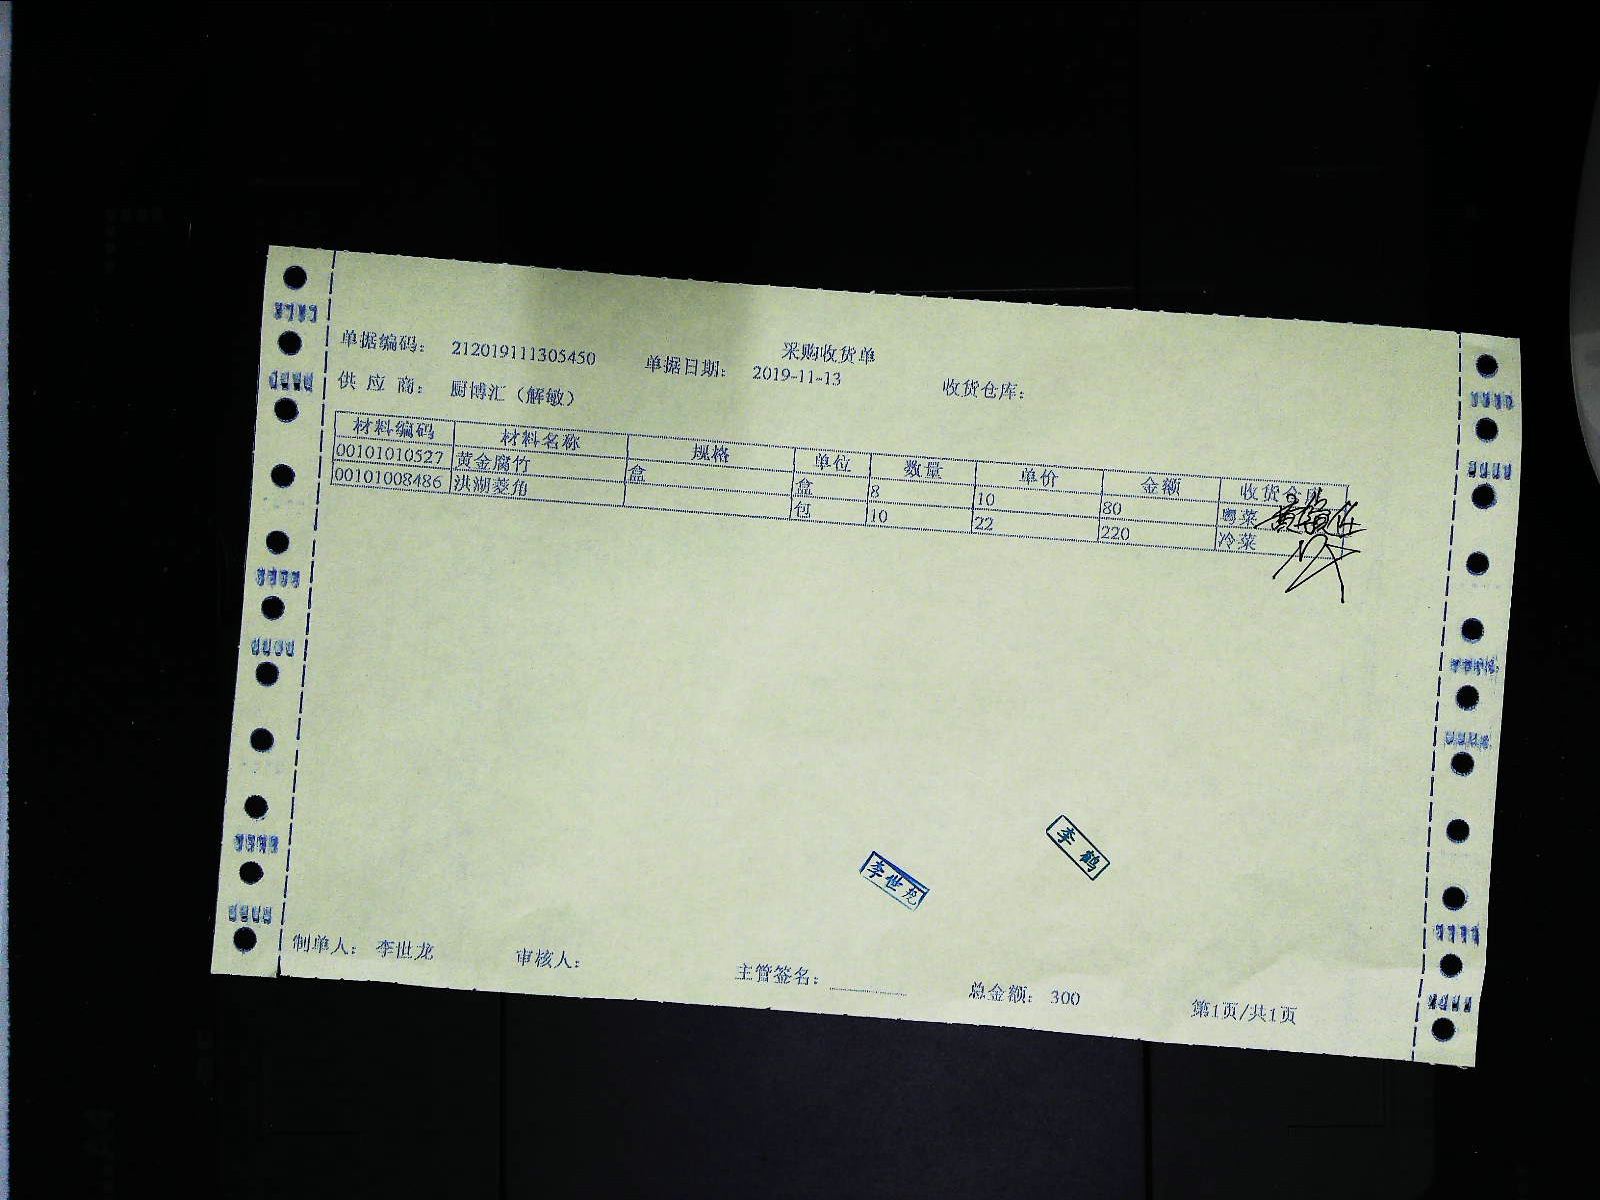 采购收货单
单据编码： 212019111305450 单据日期： 2019-11-13 收货仓库：
供 应 商： 厨博汇（解敏）
材料编码 材料名称 规格 单位 数量 单价 金额 收货仓库
00101010527 黄金腐竹 盒 盒 8 10 80 粤菜
00101008486 洪湖菱角 包 10 22 220 冷菜
李鹤
李世龙
制单人： 李世龙 审核人： 主管签名： 总金额： 300 第1页/共1页